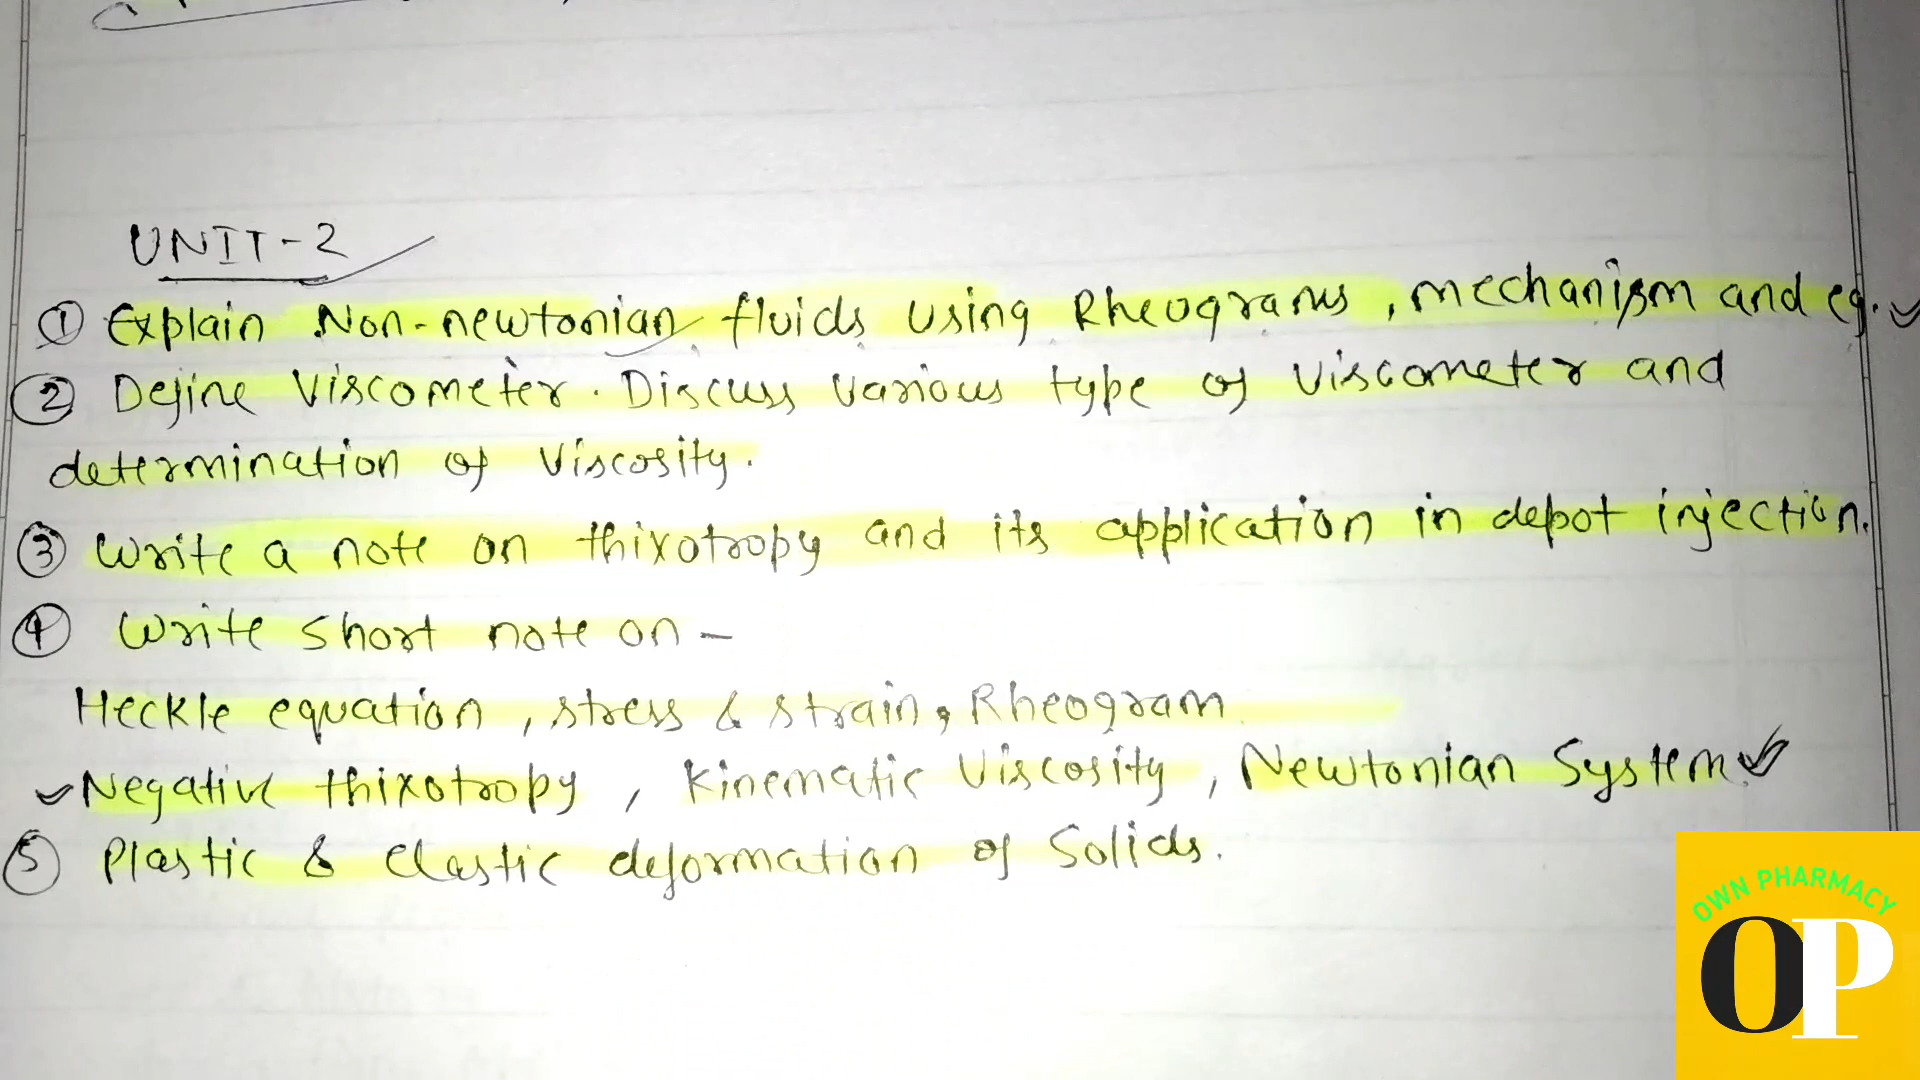 UNIT-2
① Explain Non-newtonian fluids using Rheograms, mechanism and eg.
② Define Viscometer. Discuss various type of viscometer and
determination of Viscosity.
③ Write a note on thixotropy and its application in depot injection.
④ Write short note on -
Heckle equation, stress & strain, Rheogram
Negative thixotropy, Kinematic Viscosity, Newtonian System
⑤ Plastic & Elastic deformation of Solids.
OWN PHARMACY
OP